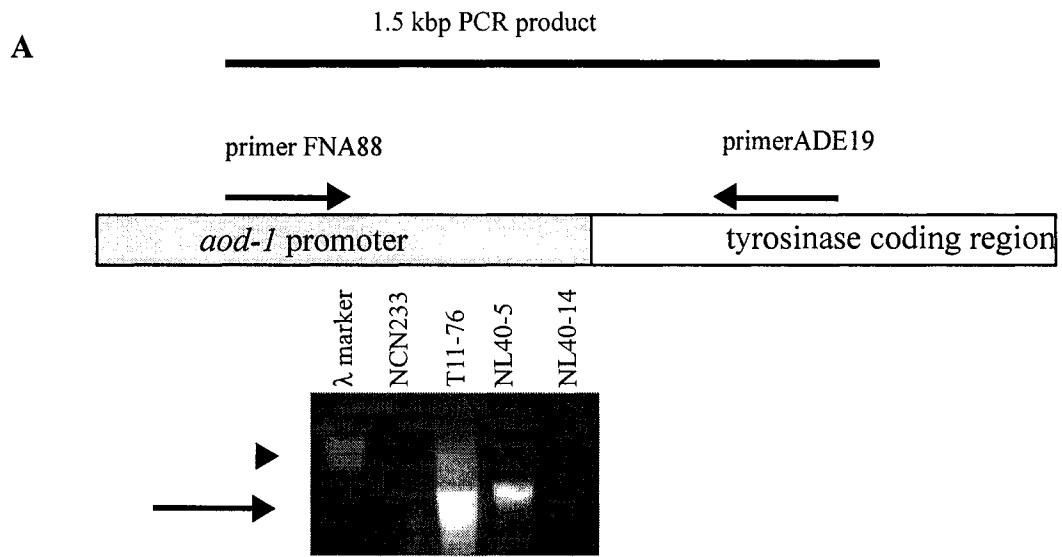 1.5 kbp PCR product
A
primer FNA88
primerADE19
aod-1 promoter
tyrosinase coding region
λ marker
NCN233
T11-76
NL40-5
NL40-14